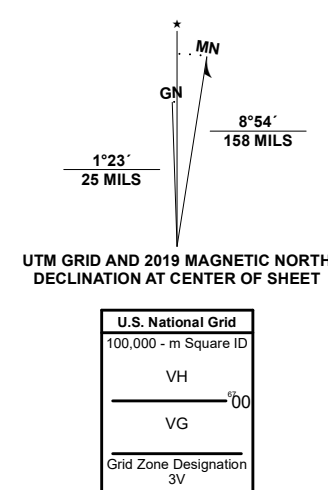 ★
MN
GN
8°54´
158 MILS
1°23´
25 MILS
UTM GRID AND 2019 MAGNETIC NORTH
DECLINATION AT CENTER OF SHEET
U.S. National Grid
100,000 - m Square ID
VH
67 00
VG
Grid Zone Designation
3V